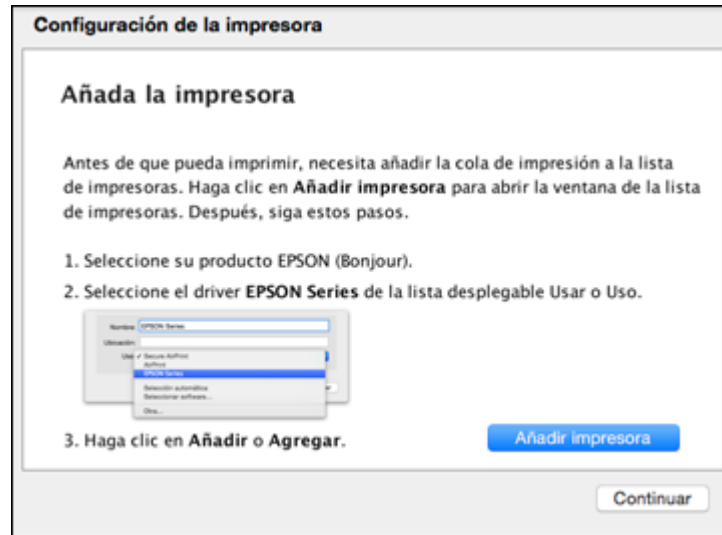 Configuración de la impresora
Añada la impresora
Antes de que pueda imprimir, necesita añadir la cola de impresión a la lista
de impresoras. Haga clic en Añadir impresora para abrir la ventana de la lista
de impresoras. Después, siga estos pasos.
1. Seleccione su producto EPSON (Bonjour).
2. Seleccione el driver EPSON Series de la lista desplegable Usar o Uso.
Nombre: EPSON Series
Ubicación:
Secure AirPrint
AirPrint
EPSON Series
Selección automática
Seleccionar software...
Otra...
3. Haga clic en Añadir o Agregar.
Añadir impresora
Continuar